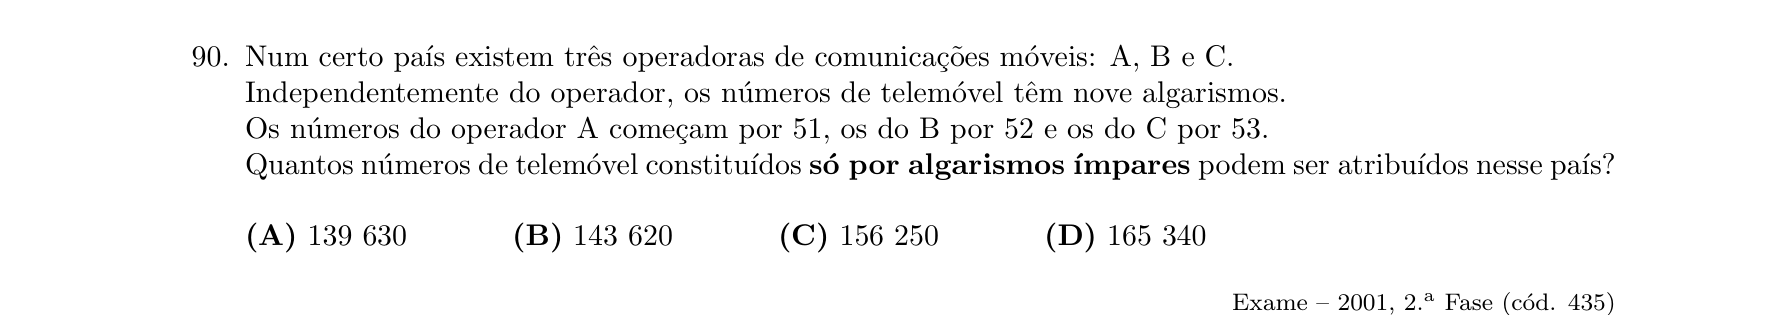 90. Num certo país existem três operadoras de comunicações móveis: A, B e C.
Independentemente do operador, os números de telemóvel têm nove algarismos.
Os números do operador A começam por 51, os do B por 52 e os do C por 53.
Quantos números de telemóvel constituídos só por algarismos ímpares podem ser atribuídos nesse país?
(A) 139 630 (B) 143 620 (C) 156 250 (D) 165 340
Exame – 2001, 2.ª Fase (cód. 435)